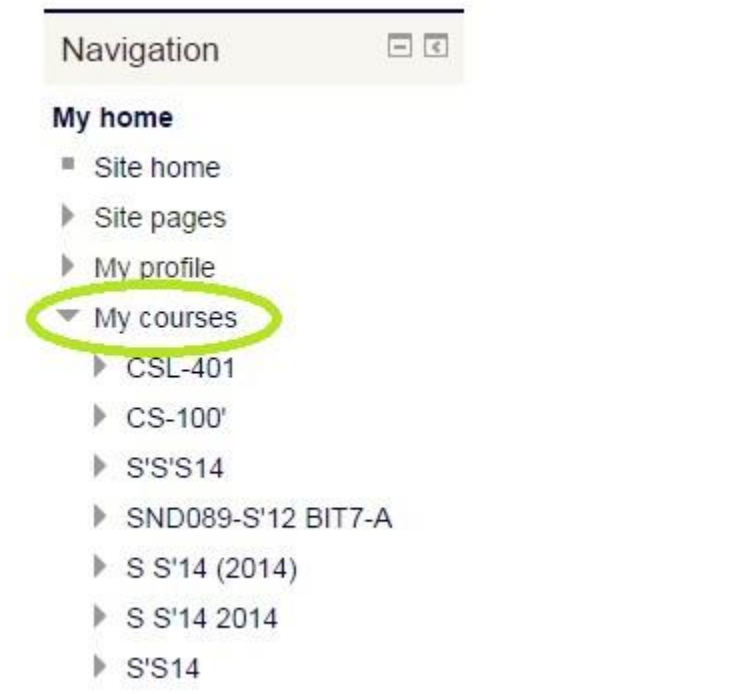 Navigation
My home
Site home
Site pages
My profile
My courses
CSL-401
CS-100'
S'S'S14
SND089-S'12 BIT7-A
S S'14 (2014)
S S'14 2014
S'S14